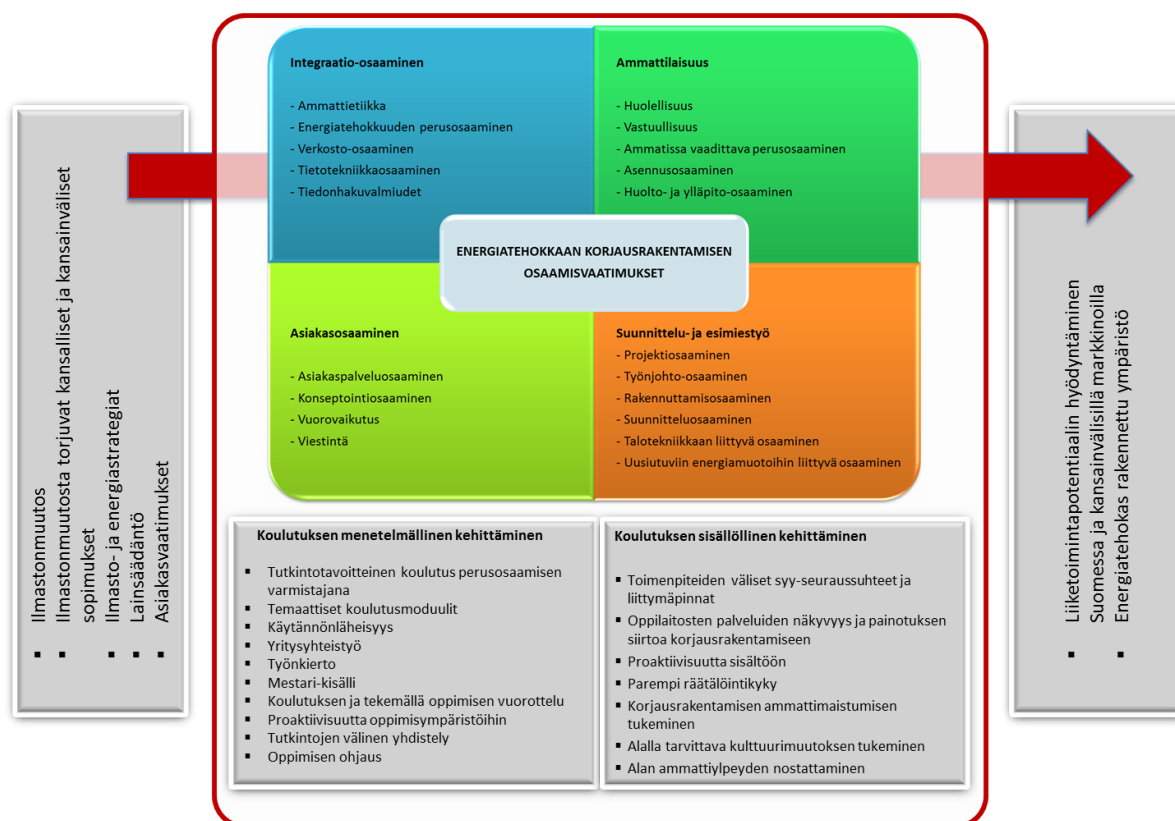 Ilmastonmuutos
Ilmastonmuutosta torjuvat kansalliset ja kansainväliset
sopimukset
Ilmasto- ja energiastrategiat
Lainsäädäntö
Asiakasvaatimukset
Integraatio-osaaminen
- Ammattietiikka
- Energiatehokkuuden perusosaaminen
- Verkosto-osaaminen
- Tietotekniikkaosaaminen
- Tiedonhakuvalmiudet
Ammattilaisuus
- Huolellisuus
- Vastuullisuus
- Ammatissa vaadittava perusosaaminen
- Asennusosaaminen
- Huolto- ja ylläpito-osaaminen
ENERGIATEHOKKAAN KORJAUSRAKENTAMISEN
OSAAMISVAATIMUKSET
Asiakasosaaminen
- Asiakaspalveluosaaminen
- Konseptointiosaaminen
- Vuorovaikutus
- Viestintä
Suunnittelu- ja esimiestyö
- Projektiosaaminen
- Työnjohto-osaaminen
- Rakennuttamisosaaminen
- Suunnitteluosaaminen
- Talotekniikkaan liittyvä osaaminen
- Uusiutuviin energiamuotoihin liittyvä osaaminen
Koulutuksen menetelmällinen kehittäminen
▪ Tutkintotavoitteinen koulutus perusosaamisen
varmistajana
▪ Temaattiset koulutusmoduulit
▪ Käytännönläheisyys
▪ Yritysyhteistyö
▪ Työnkierto
▪ Mestari-kisälli
▪ Koulutuksen ja tekemällä oppimisen vuorottelu
▪ Proaktiivisuutta oppimisympäristöihin
▪ Tutkintojen välinen yhdistely
▪ Oppimisen ohjaus
Koulutuksen sisällöllinen kehittäminen
▪ Toimenpiteiden väliset syy-seuraussuhteet ja
liittymäpinnat
▪ Oppilaitosten palveluiden näkyvyys ja painotuksen
siirtoa korjausrakentamiseen
▪ Proaktiivisuutta sisältöön
▪ Parempi räätälöintikyky
▪ Korjausrakentamisen ammattimaistumisen
tukeminen
▪ Alalla tarvittava kulttuurimuutoksen tukeminen
▪ Alan ammattiylpeyden nostattaminen
▪ Liiketoimintapotentiaalin hyödyntäminen
Suomessa ja kansainvälisillä markkinoilla
▪ Energiatehokas rakennettu ympäristö